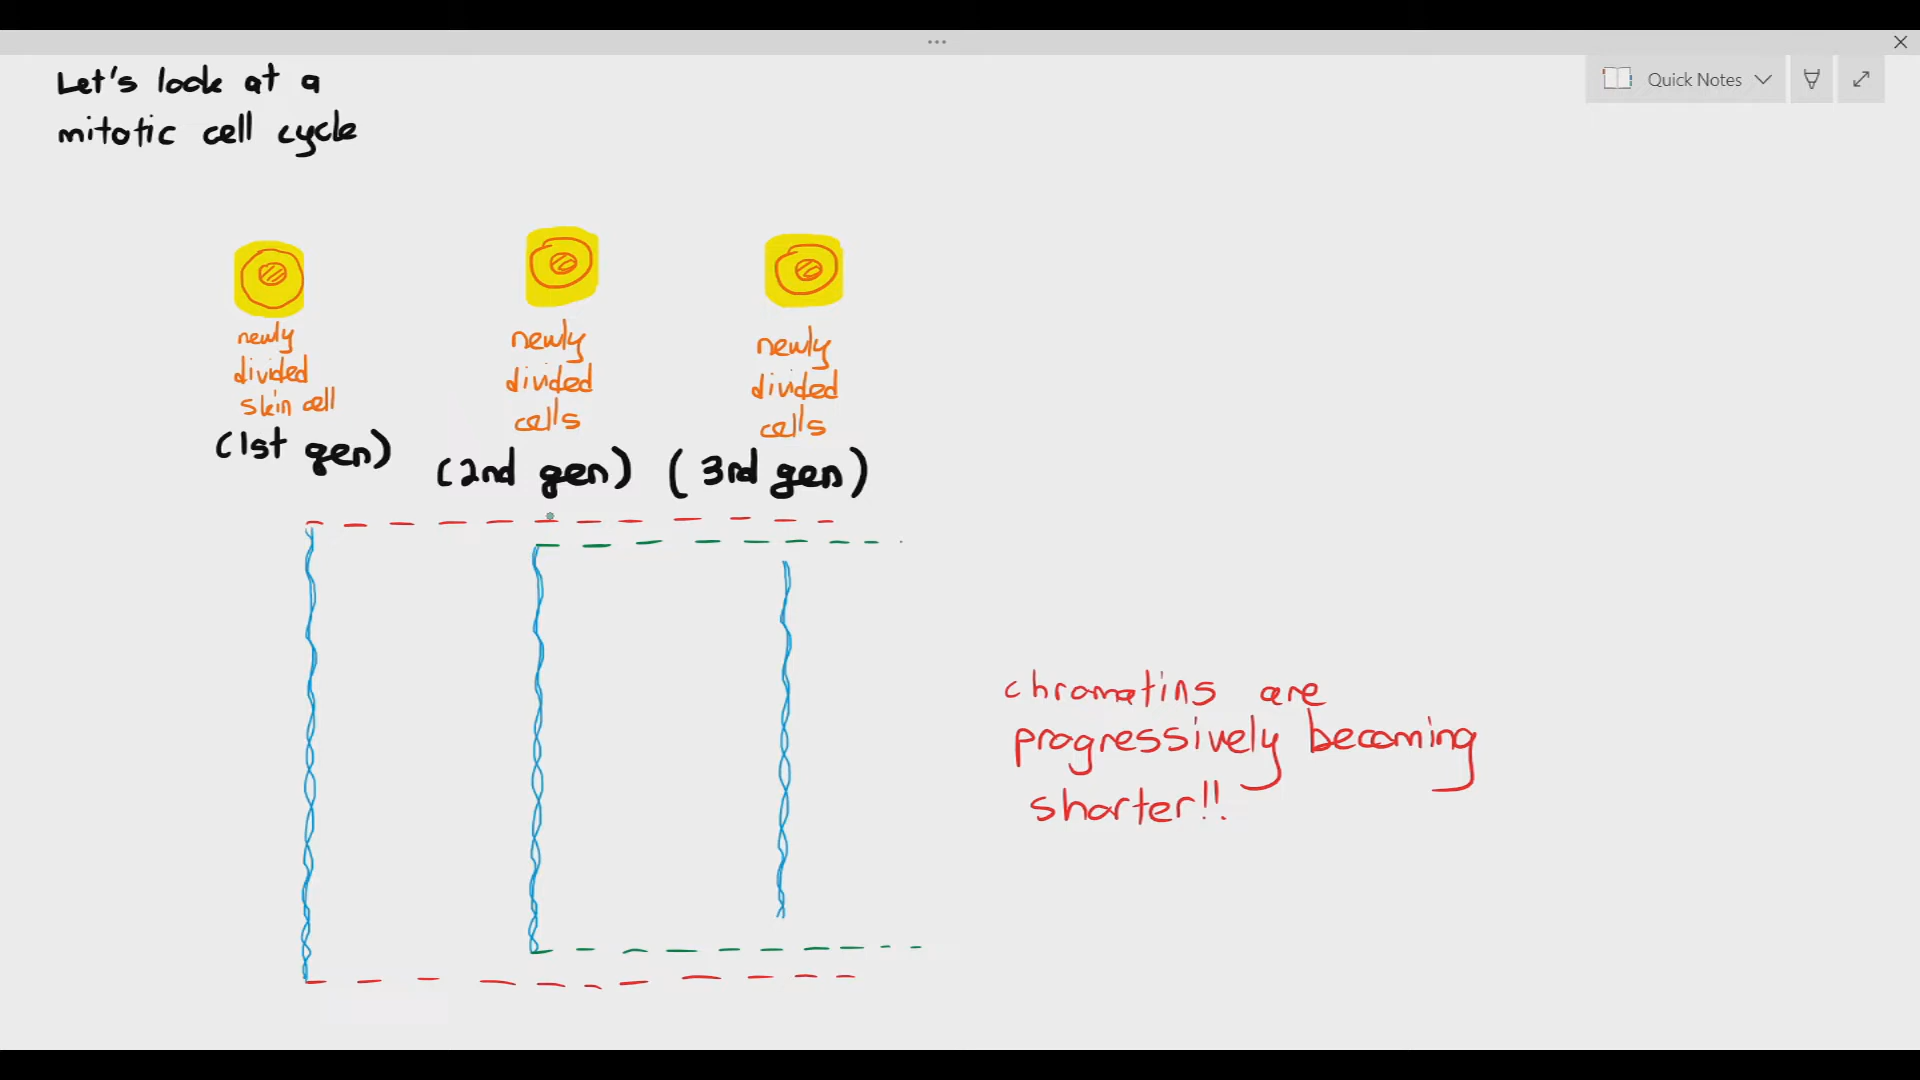 Let's look at a
mitotic cell cycle
Quick Notes
newly
divided
skin cell
(1st gen)
newly
divided
cells
(2nd gen)
newly
divided
cells
(3rd gen)
chromatins are
progressively becoming
shorter!!